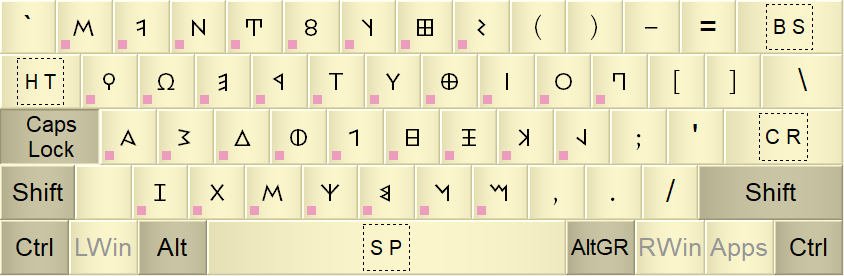 ` ( ) - = BS
HT Ϙ Ω Ε Ρ Τ Υ Θ Ι Ο Π [ ] \
Caps Lock Α Σ Δ Φ Γ Η Ξ Κ Λ ; ' CR
Shift Ζ Χ Ϻ Ψ Β Ν Μ , . / Shift
Ctrl LWin Alt SP AltGR RWin Apps Ctrl